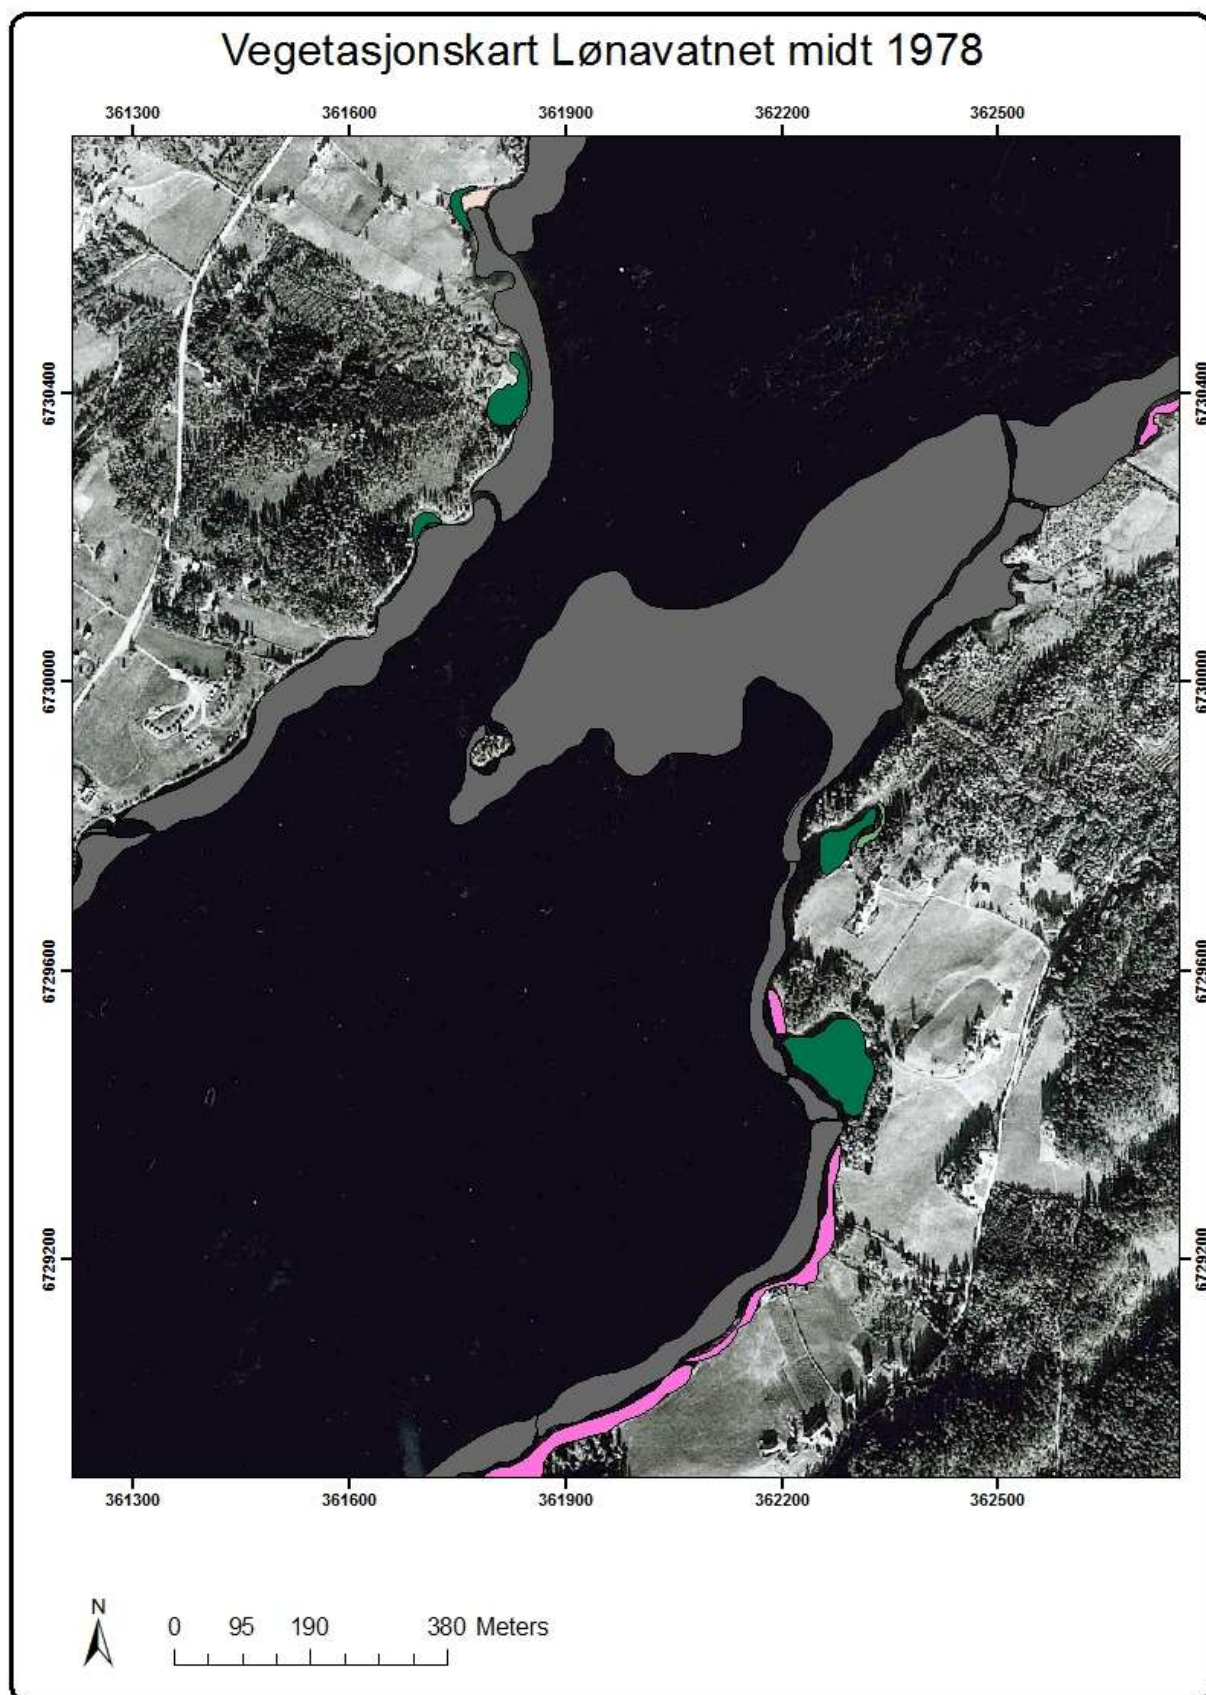 Vegetasjonskart Lønavatnet midt 1978
361300 361600 361900 362200 362500
6730400 6730400
6730000 6730000
6729600 6729600
6729200 6729200
361300 361600 361900 362200 362500
N
0 95 190 380 Meters